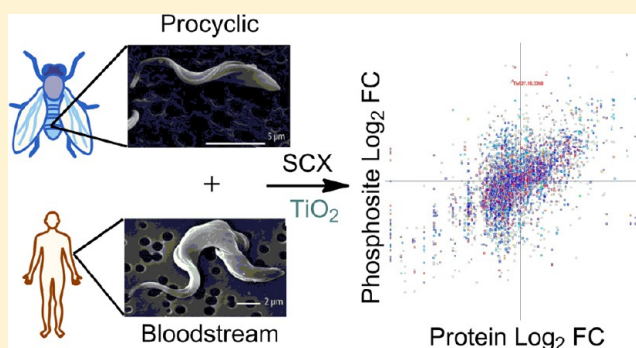 Procyclic
5 µm
+
SCX
TiO2
2 µm
Bloodstream
Phosphosite Log2 FC
Protein Log2 FC